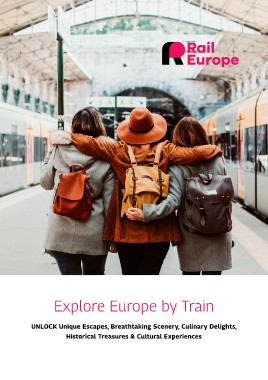 Rail
Europe
Explore Europe by Train
UNLOCK Unique Escapes, Breathtaking Scenery, Culinary Delights,
Historical Treasures & Cultural Experiences